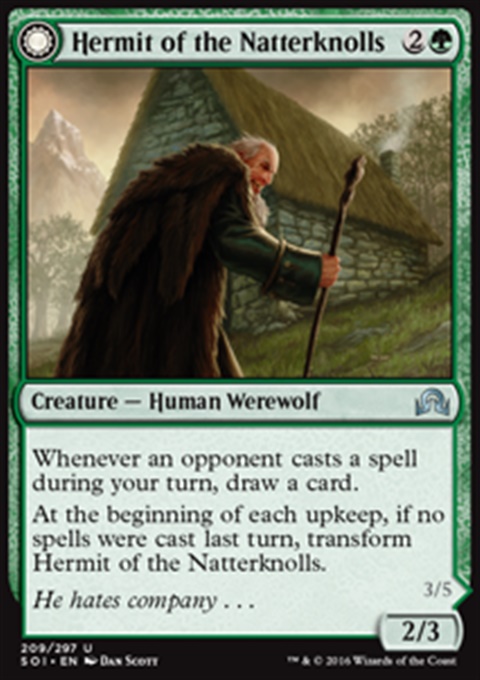 Hermit of the Natterknolls 2
Creature — Human Werewolf
Whenever an opponent casts a spell
during your turn, draw a card.
At the beginning of each upkeep, if no
spells were cast last turn, transform
Hermit of the Natterknolls.
He hates company . . .
3/5
2/3
209/297 U
SOI • EN Dan Scott
™ & © 2016 Wizards of the Coast